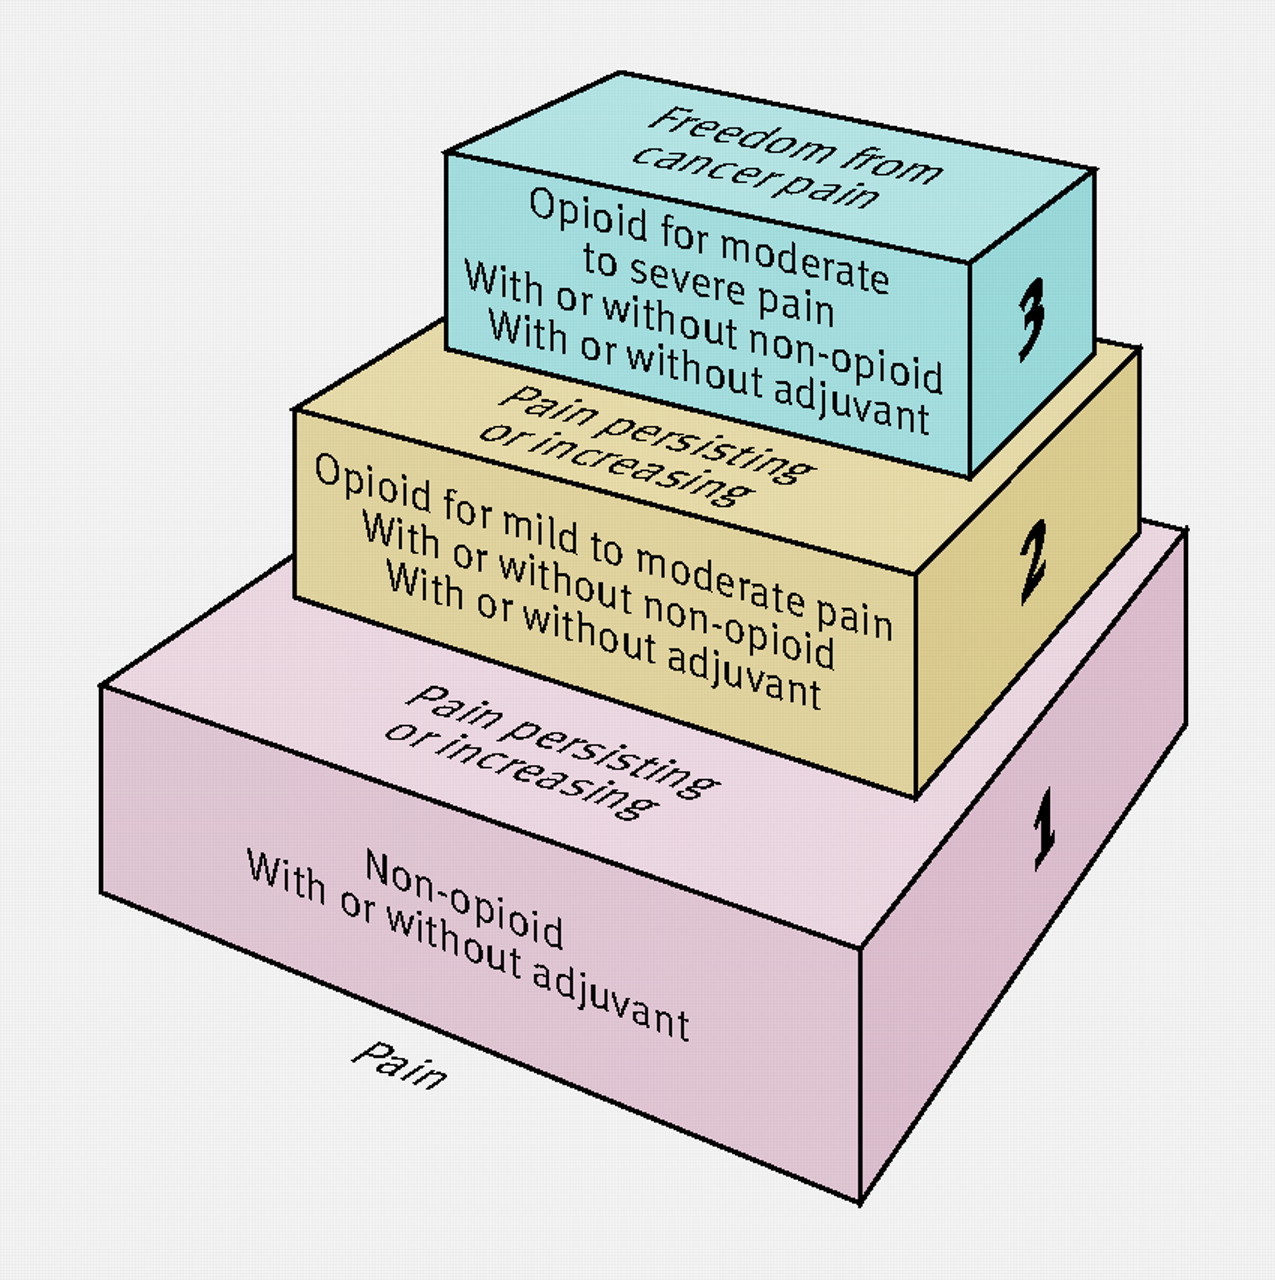 Freedom from
cancer pain
Opioid for moderate
to severe pain
With or without non-opioid
With or without adjuvant
3
Pain persisting
or increasing
Opioid for mild to moderate pain
With or without non-opioid
With or without adjuvant
2
Pain persisting
or increasing
Non-opioid
With or without adjuvant
1
Pain